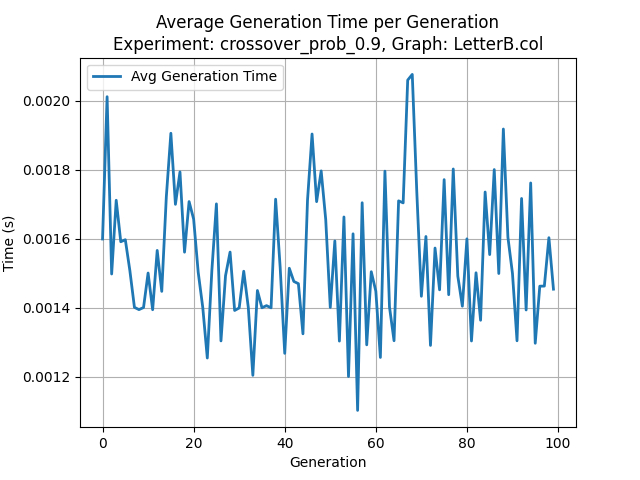 Average Generation Time per Generation
Experiment: crossover_prob_0.9, Graph: LetterB.col
Avg Generation Time
0.0020
0.0018
0.0016
0.0014
0.0012
Time (s)
0 20 40 60 80 100
Generation